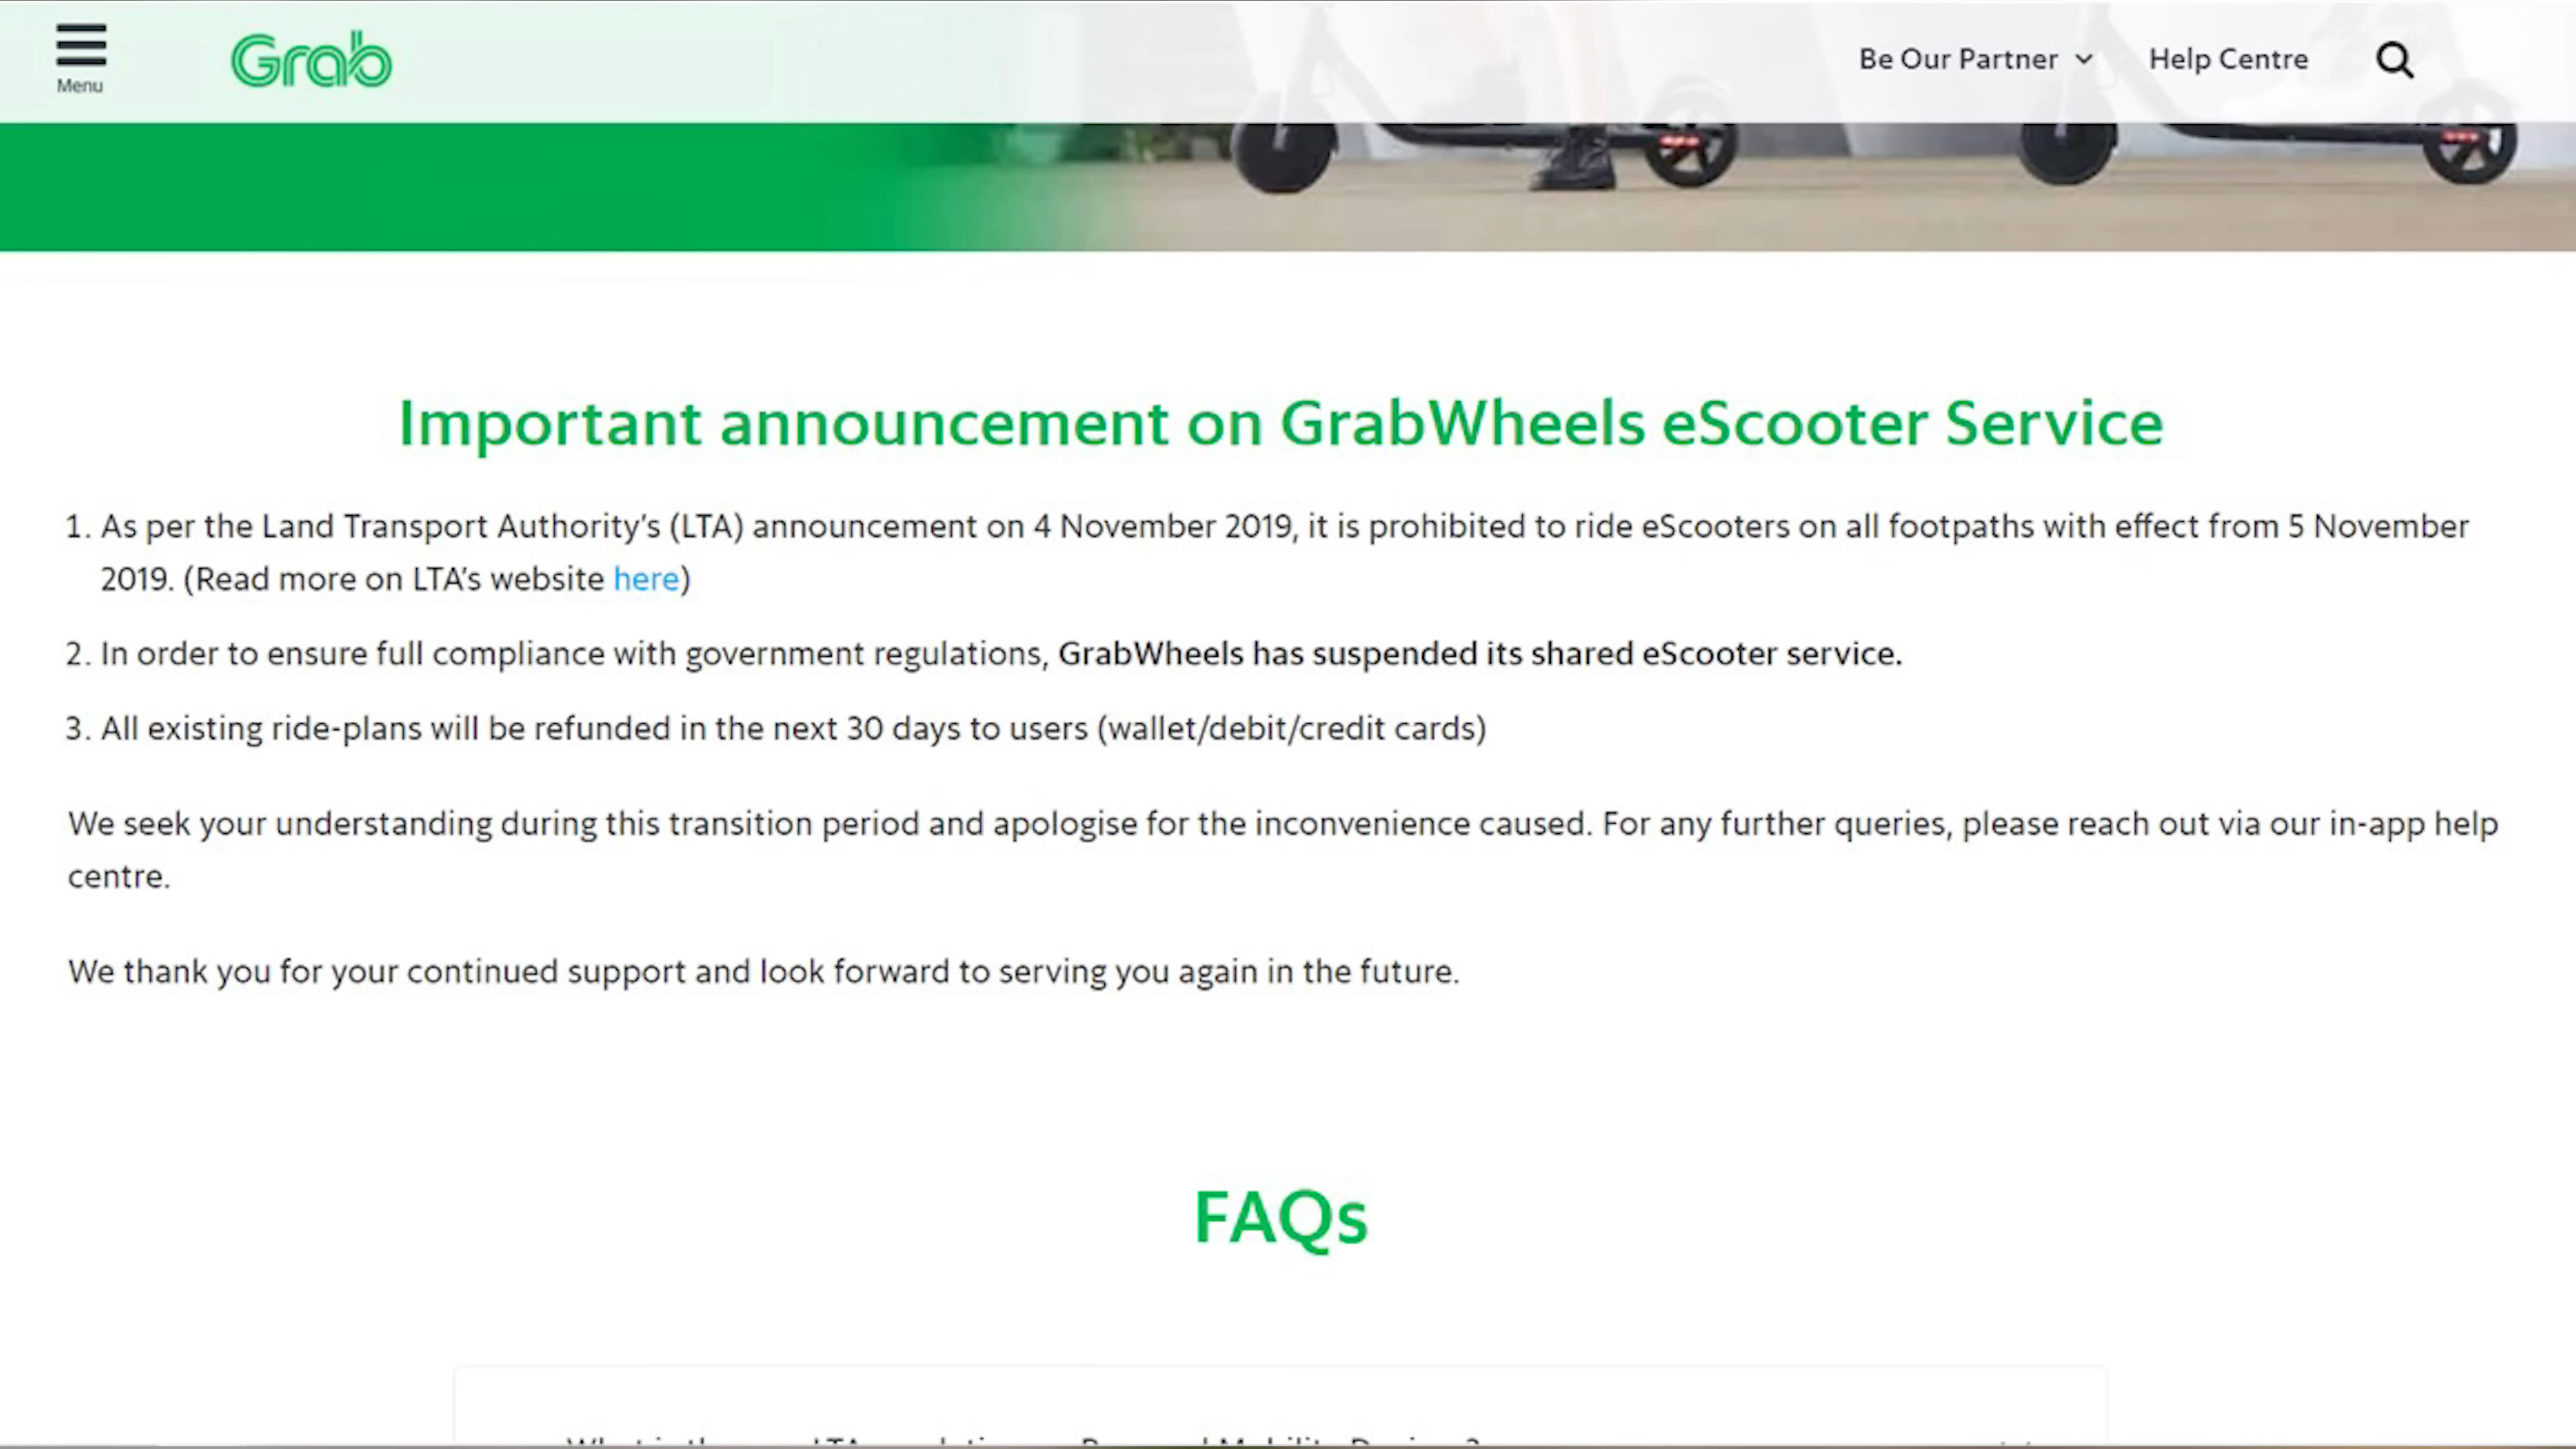 Menu
Grab
Be Our Partner
Help Centre
Important announcement on GrabWheels eScooter Service
1. As per the Land Transport Authority's (LTA) announcement on 4 November 2019, it is prohibited to ride eScooters on all footpaths with effect from 5 November
2019. (Read more on LTA's website here)
2. In order to ensure full compliance with government regulations, GrabWheels has suspended its shared eScooter service.
3. All existing ride-plans will be refunded in the next 30 days to users (wallet/debit/credit cards)
We seek your understanding during this transition period and apologise for the inconvenience caused. For any further queries, please reach out via our in-app help
centre.
We thank you for your continued support and look forward to serving you again in the future.
FAQs